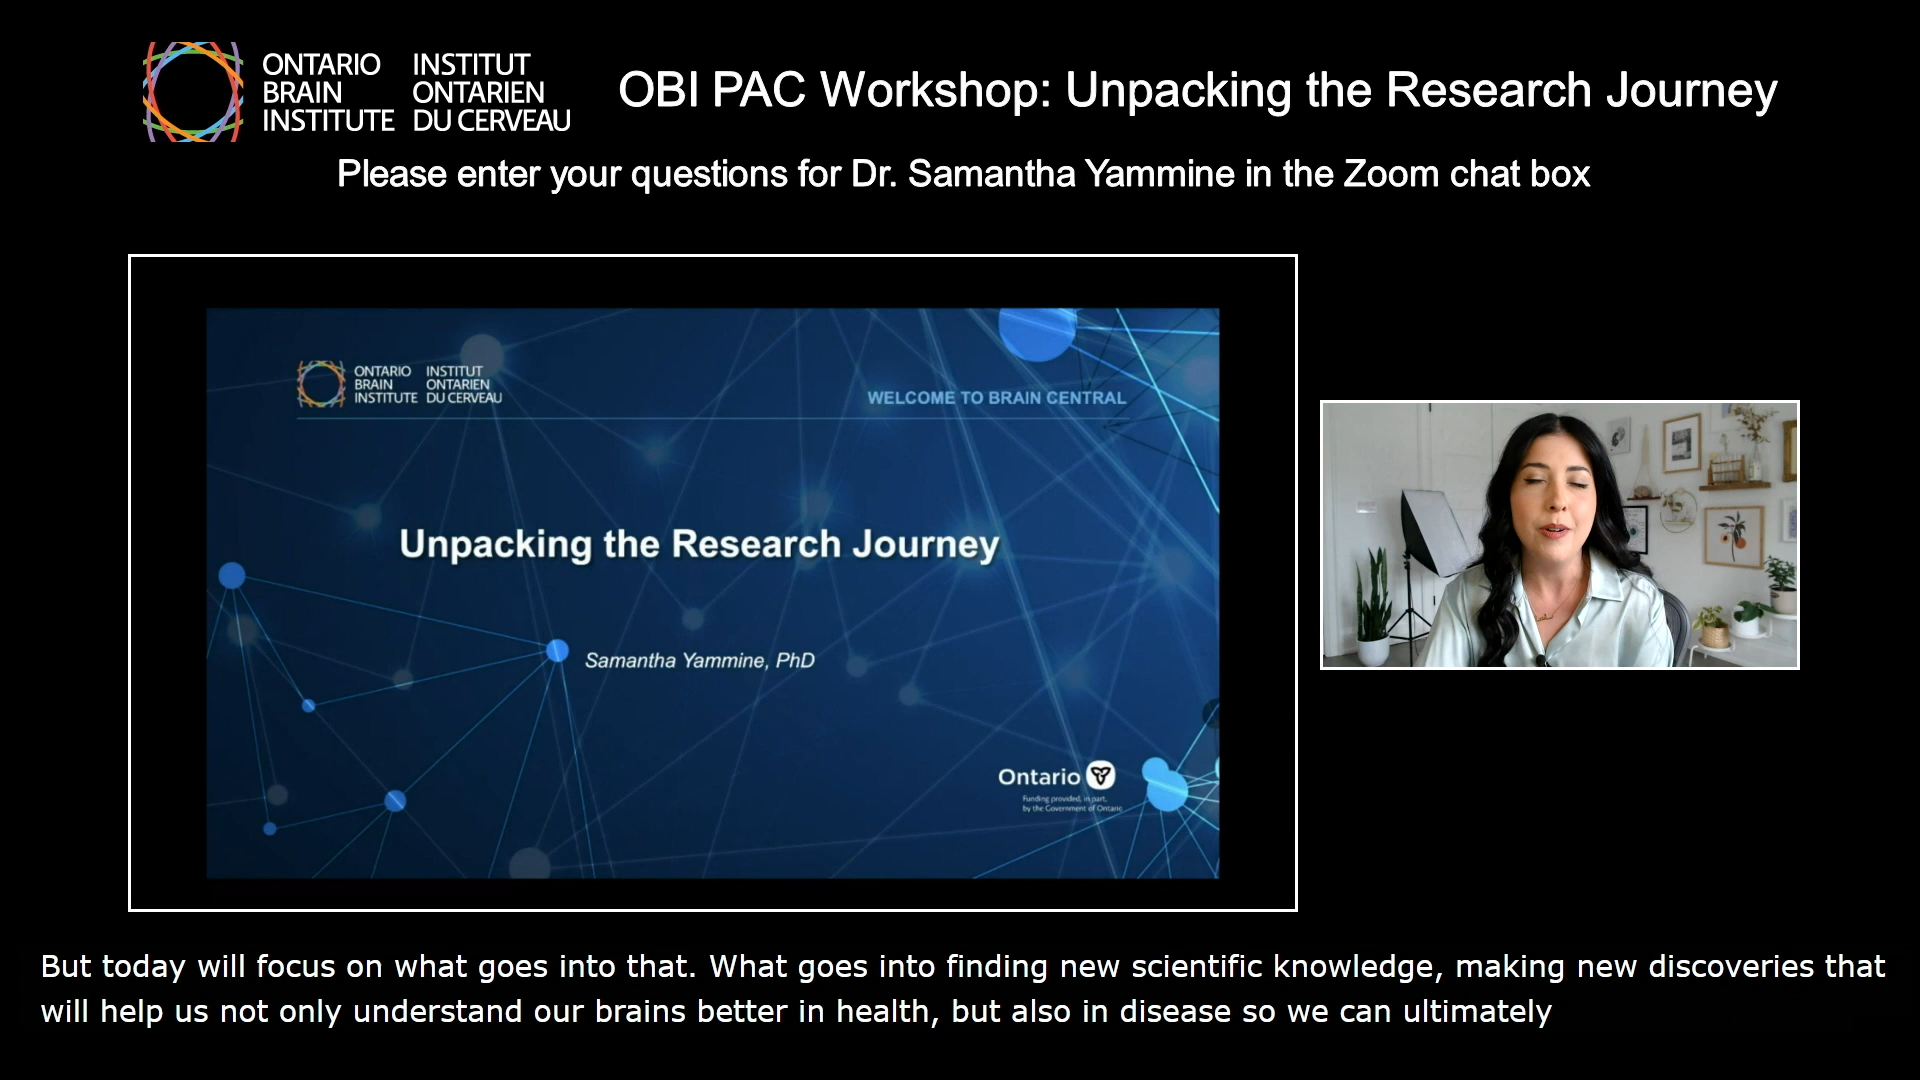 ONTARIO
BRAIN
INSTITUTE
INSTITUT
ONTARIEN
DU CERVEAU
OBI PAC Workshop: Unpacking the Research Journey
Please enter your questions for Dr. Samantha Yammine in the Zoom chat box
ONTARIO
BRAIN
INSTITUTE
INSTITUT
ONTARIEN
DU CERVEAU
WELCOME TO BRAIN CENTRAL
Unpacking the Research Journey
Samantha Yammine, PhD
Ontario
Funding provided, in part,
by the Government of Ontario
But today will focus on what goes into that. What goes into finding new scientific knowledge, making new discoveries that
will help us not only understand our brains better in health, but also in disease so we can ultimately